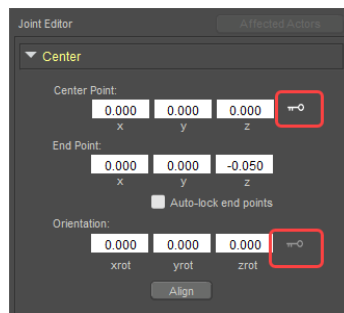 Joint Editor Affected Actors
Center
Center Point:
0.000 0.000 0.000
x y z
End Point:
0.000 0.000 -0.050
x y z
Auto-lock end points
Orientation:
0.000 0.000 0.000
xrot yrot zrot
Align